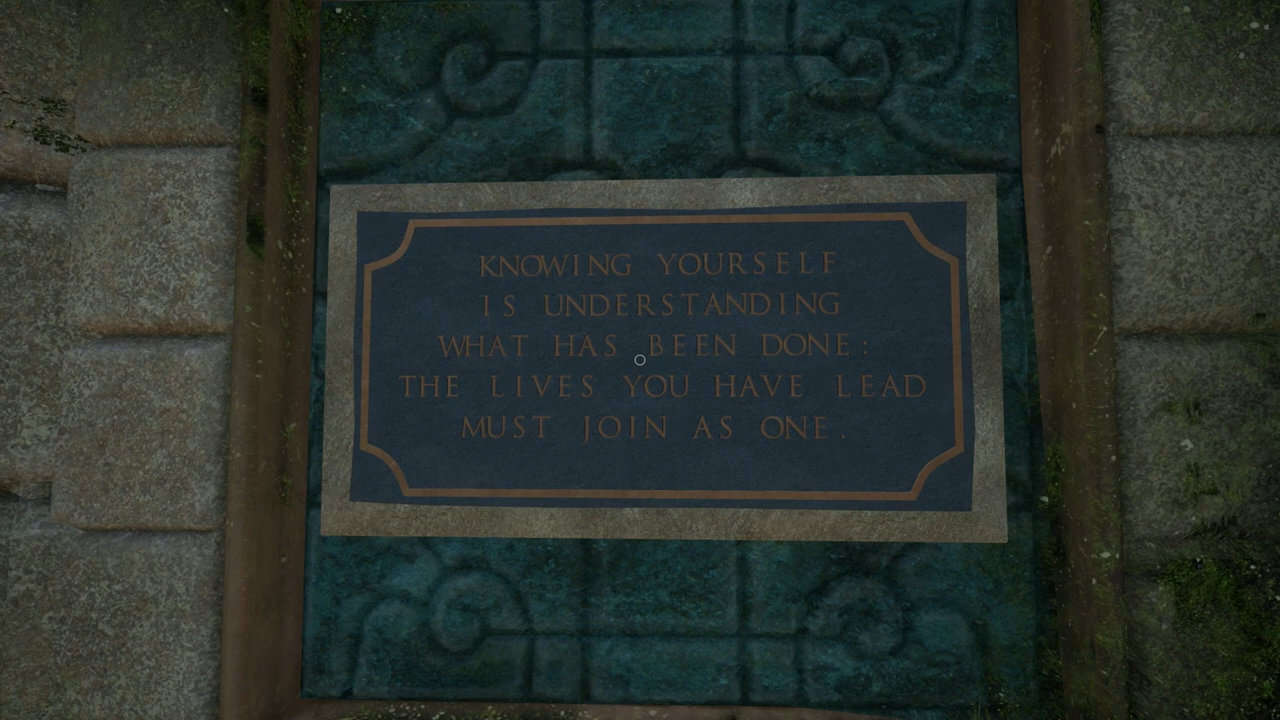 KNOWING YOURSELF
IS UNDERSTANDING
WHAT HAS BEEN DONE:
THE LIVES YOU HAVE LEAD
MUST JOIN AS ONE.